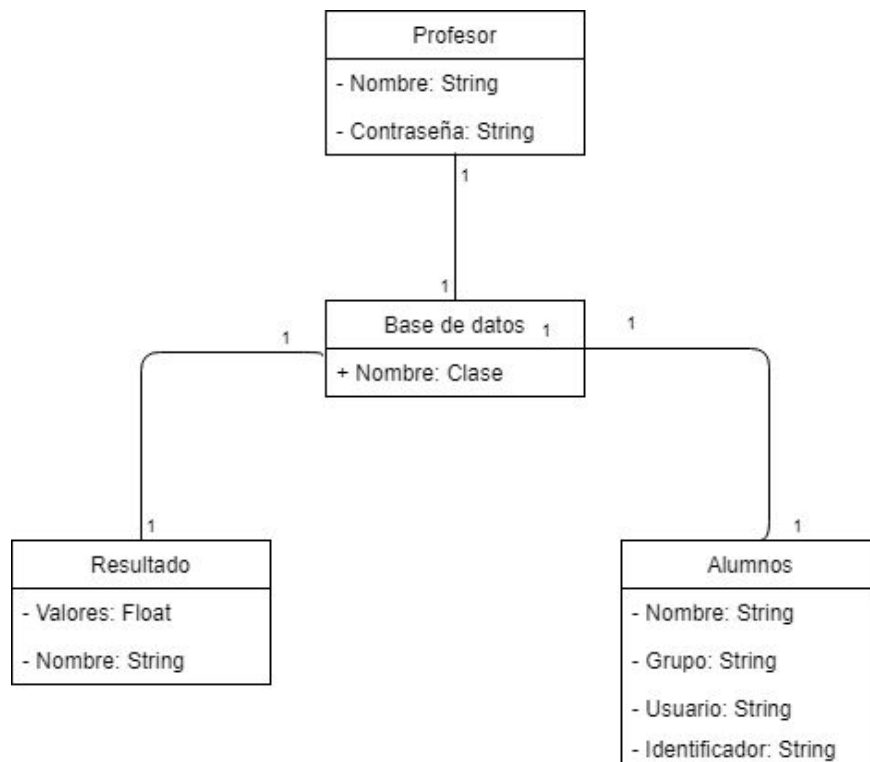 Profesor
- Nombre: String
- Contraseña: String
1
1
Base de datos
1
1
1
+ Nombre: Clase
1
Resultado
- Valores: Float
- Nombre: String
1
Alumnos
- Nombre: String
- Grupo: String
- Usuario: String
- Identificador: String